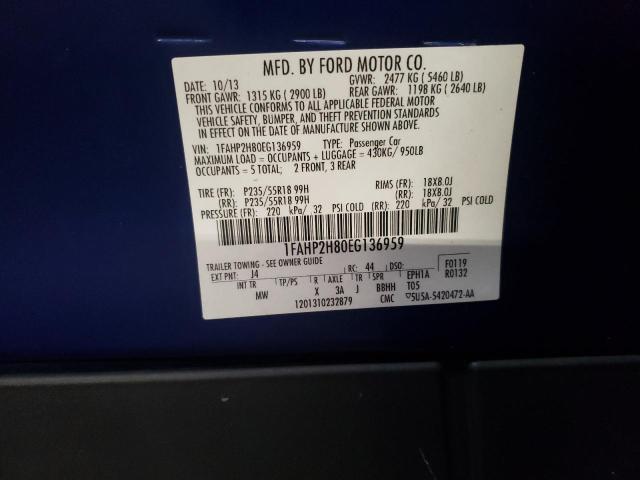 MFD. BY FORD MOTOR CO.
DATE: 10/13 GVWR: 2477 KG ( 5460 LB)
FRONT GAWR: 1315 KG ( 2900 LB) REAR GAWR: 1198 KG ( 2640 LB)
THIS VEHICLE CONFORMS TO ALL APPLICABLE FEDERAL MOTOR
VEHICLE SAFETY, BUMPER, AND THEFT PREVENTION STANDARDS
IN EFFECT ON THE DATE OF MANUFACTURE SHOWN ABOVE.
VIN: 1FAHP2H80EG136959 TYPE: Passenger Car
MAXIMUM LOAD = OCCUPANTS + LUGGAGE = 430KG/ 950LB
OCCUPANTS = 5 TOTAL; 2 FRONT, 3 REAR
TIRE (FR): P235/55R18 99H RIMS (FR): 18X8.0J
(RR): P235/55R18 99H (RR): 18X8.0J
PRESSURE (FR): 220 kPa/ 32 PSI COLD (RR): 220 kPa/ 32 PSI COLD
1FAHP2H80EG136959
TRAILER TOWING - SEE OWNER GUIDE
EXT PNT: J4 RC: 44 DSO: F0119
INT TR TP/PS R AXLE TR SPR EPH1A R0132
MW X 3A J BBHH T05
1201310232879 CMC 5U5A-5420472-AA